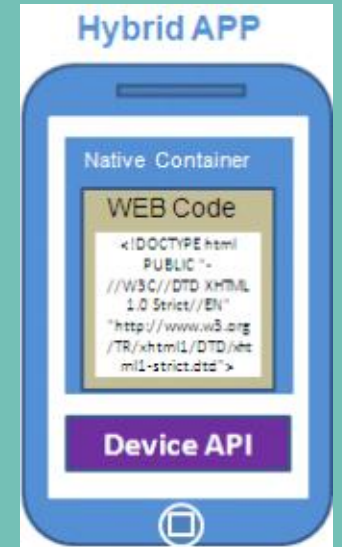 Hybrid APP
Native Container
WEB Code
<!DOCTYPE html
PUBLIC "-
//W3C//DTD XHTML
1.0 Strict//EN"
"http://www.w3.org
/TR/xhtml1/DTD/xht
ml1-strict.dtd">
Device API